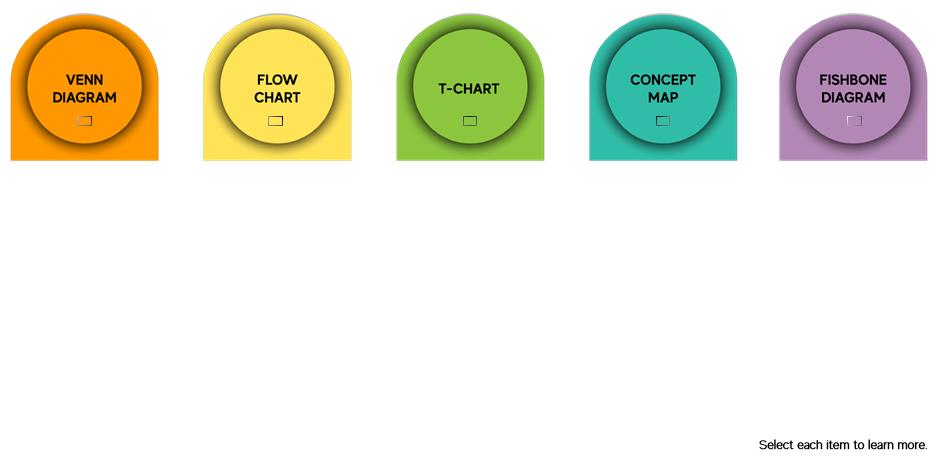 VENN
DIAGRAM
FLOW
CHART
T-CHART
CONCEPT
MAP
FISHBONE
DIAGRAM
Select each item to learn more.